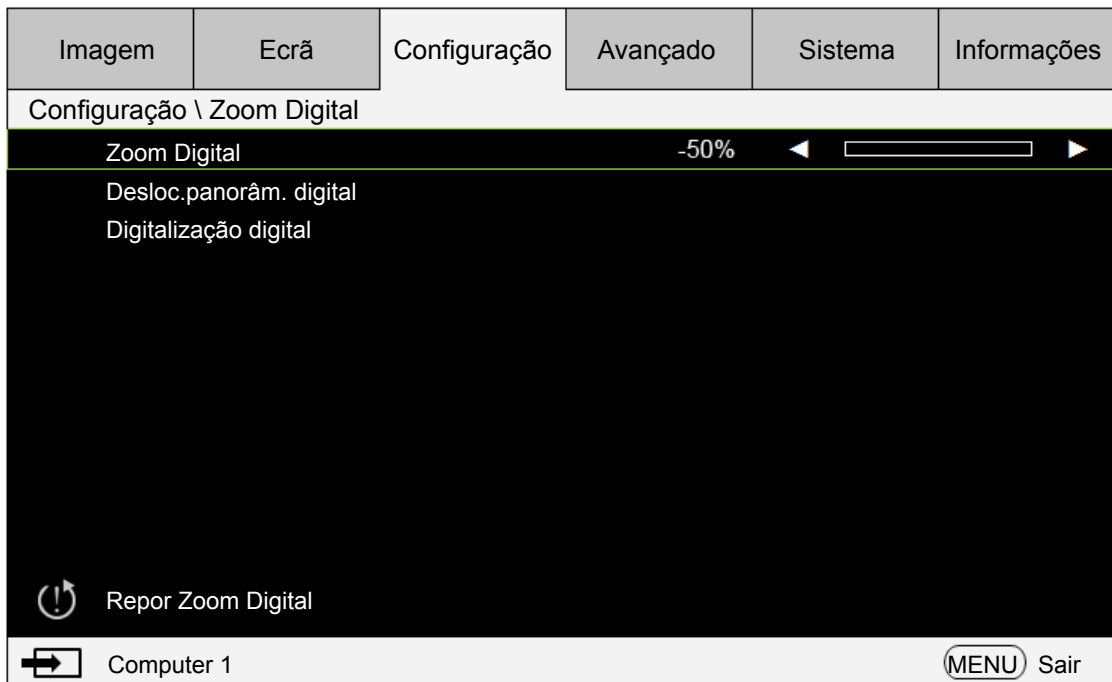 Imagem Ecrã Configuração Avançado Sistema Informações
Configuração \ Zoom Digital
Zoom Digital -50%
Desloc.panorâm. digital
Digitalização digital
Repor Zoom Digital
Computer 1 MENU Sair